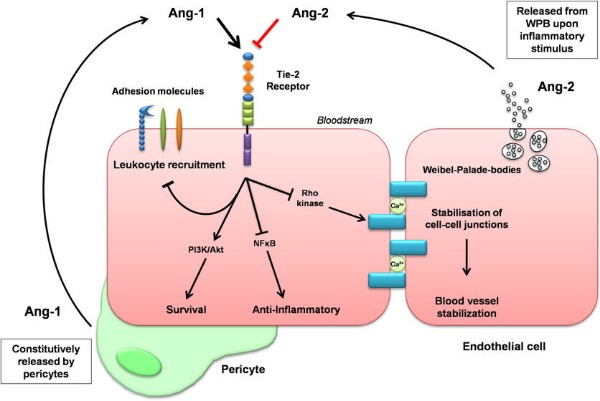 Ang-1
Ang-2
Released from
WPB upon
inflammatory
stimulus
Tie-2
Receptor
Ang-2
Adhesion molecules
Bloodstream
Leukocyte recruitment
Weibel-Palade-bodies
Rho
kinase
Ca²⁺
Stabilisation of
cell-cell junctions
PI3K/Akt
NFκB
Ca²⁺
Survival
Anti-Inflammatory
Blood vessel
stabilization
Ang-1
Endothelial cell
Constitutively
released by
pericytes
Pericyte